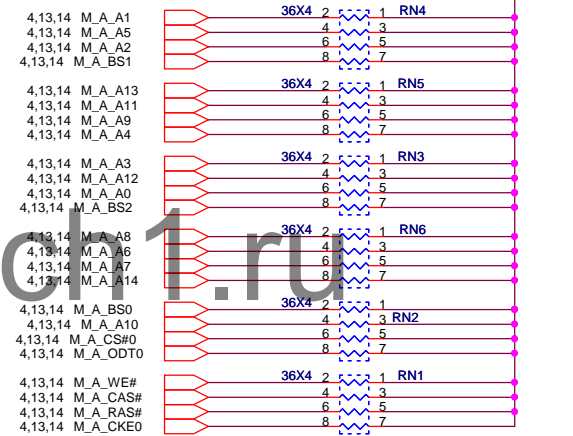 4,13,14 M_A_A1 36X4 2 1 RN4
4,13,14 M_A_A5 4 3
4,13,14 M_A_A2 6 5
4,13,14 M_A_BS1 8 7
4,13,14 M_A_A13 36X4 2 1 RN5
4,13,14 M_A_A11 4 3
4,13,14 M_A_A9 6 5
4,13,14 M_A_A4 8 7
4,13,14 M_A_A3 36X4 2 1 RN3
4,13,14 M_A_A12 4 3
4,13,14 M_A_A0 6 5
4,13,14 M_A_BS2 8 7
4,13,14 M_A_A8 36X4 2 1 RN6
4,13,14 M_A_A6 4 3
4,13,14 M_A_A7 6 5
4,13,14 M_A_A14 8 7
ch1.ru
4,13,14 M_A_BS0 36X4 2 1
4,13,14 M_A_A10 4 3 RN2
4,13,14 M_A_CS#0 6 5
4,13,14 M_A_ODT0 8 7
4,13,14 M_A_WE# 36X4 2 1 RN1
4,13,14 M_A_CAS# 4 3
4,13,14 M_A_RAS# 6 5
4,13,14 M_A_CKE0 8 7